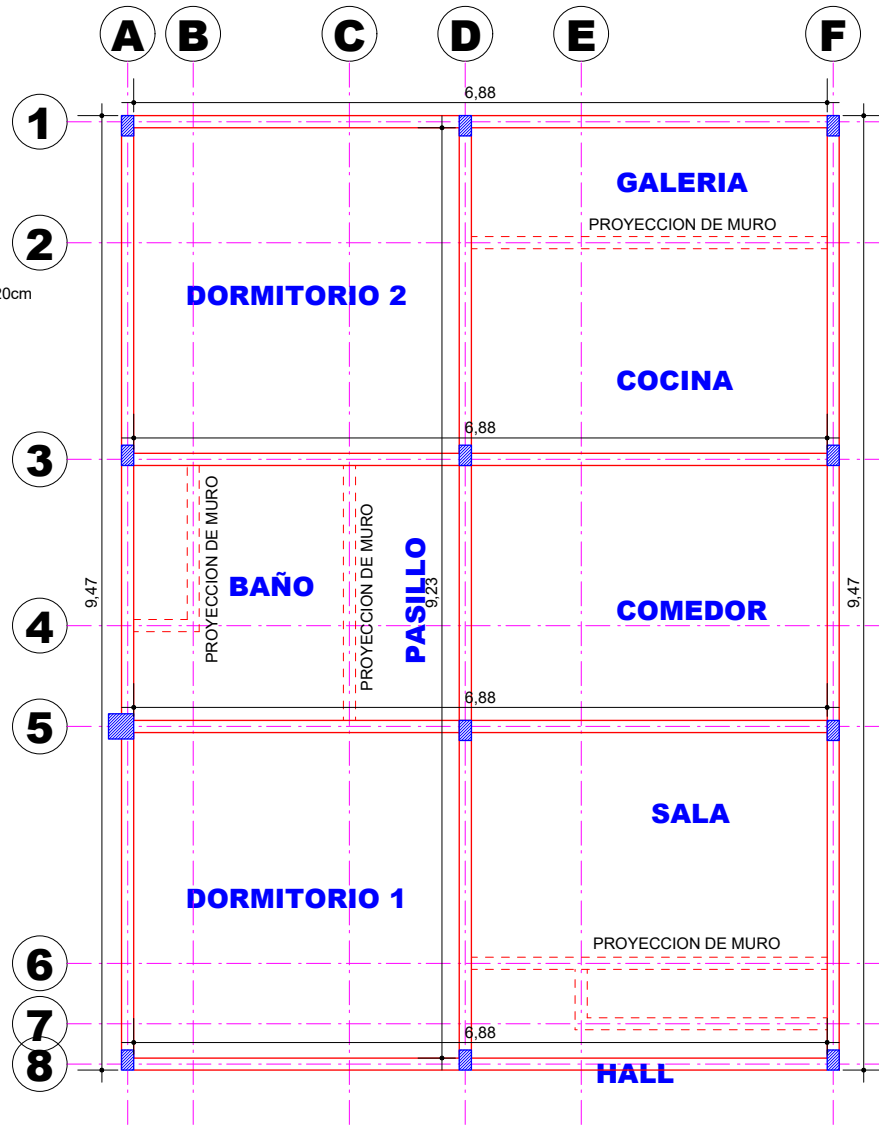 A B C D E F
6,88
1
GALERIA
PROYECCION DE MURO
2
20cm
DORMITORIO 2
COCINA
6,88
3
PROYECCION DE MURO
PROYECCION DE MURO
BAÑO
PASILLO
9,47
9,23
9,47
COMEDOR
4
6,88
5
SALA
DORMITORIO 1
PROYECCION DE MURO
6
7
6,88
8
HALL